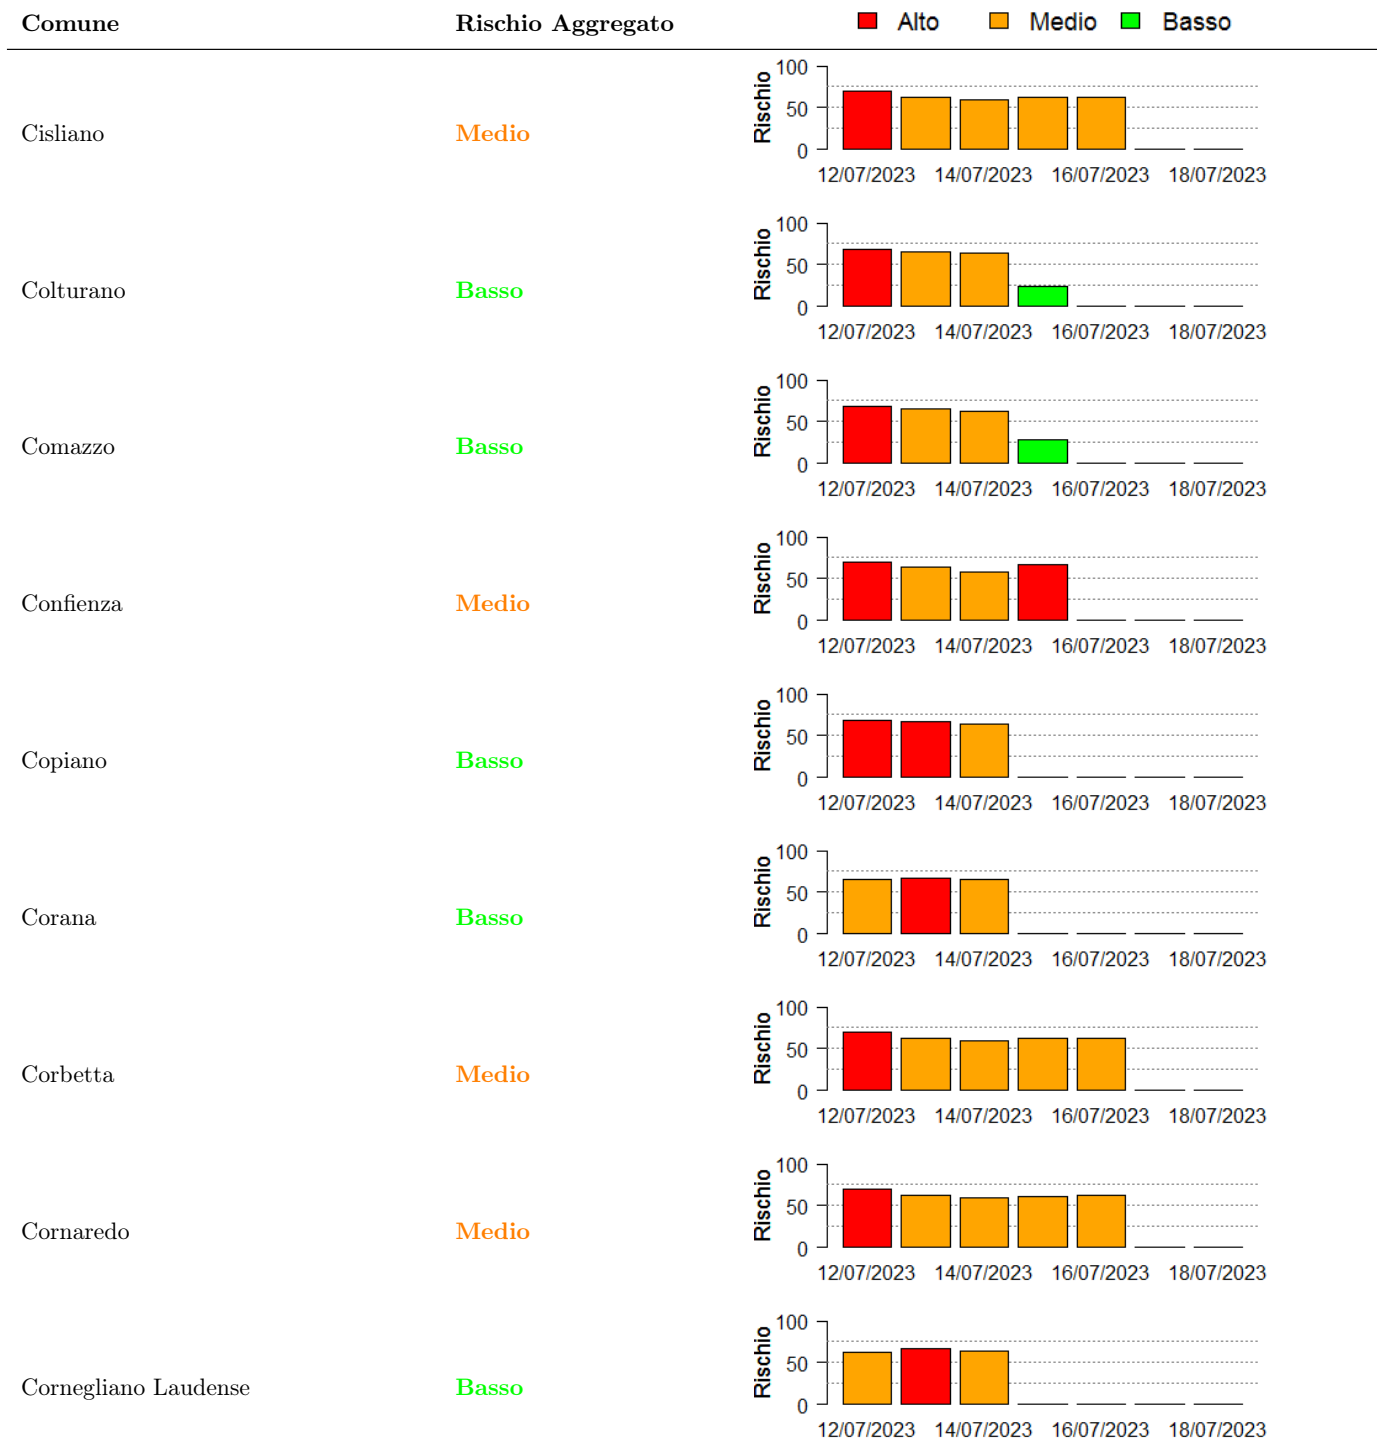 Comune Rischio Aggregato Alto Medio Basso
Cisliano Medio
Rischio
100
50
0
12/07/2023 14/07/2023 16/07/2023 18/07/2023
Colturano Basso
Rischio
100
50
0
12/07/2023 14/07/2023 16/07/2023 18/07/2023
Comazzo Basso
Rischio
100
50
0
12/07/2023 14/07/2023 16/07/2023 18/07/2023
Confienza Medio
Rischio
100
50
0
12/07/2023 14/07/2023 16/07/2023 18/07/2023
Copiano Basso
Rischio
100
50
0
12/07/2023 14/07/2023 16/07/2023 18/07/2023
Corana Basso
Rischio
100
50
0
12/07/2023 14/07/2023 16/07/2023 18/07/2023
Corbetta Medio
Rischio
100
50
0
12/07/2023 14/07/2023 16/07/2023 18/07/2023
Cornaredo Medio
Rischio
100
50
0
12/07/2023 14/07/2023 16/07/2023 18/07/2023
Cornegliano Laudense Basso
Rischio
100
50
0
12/07/2023 14/07/2023 16/07/2023 18/07/2023